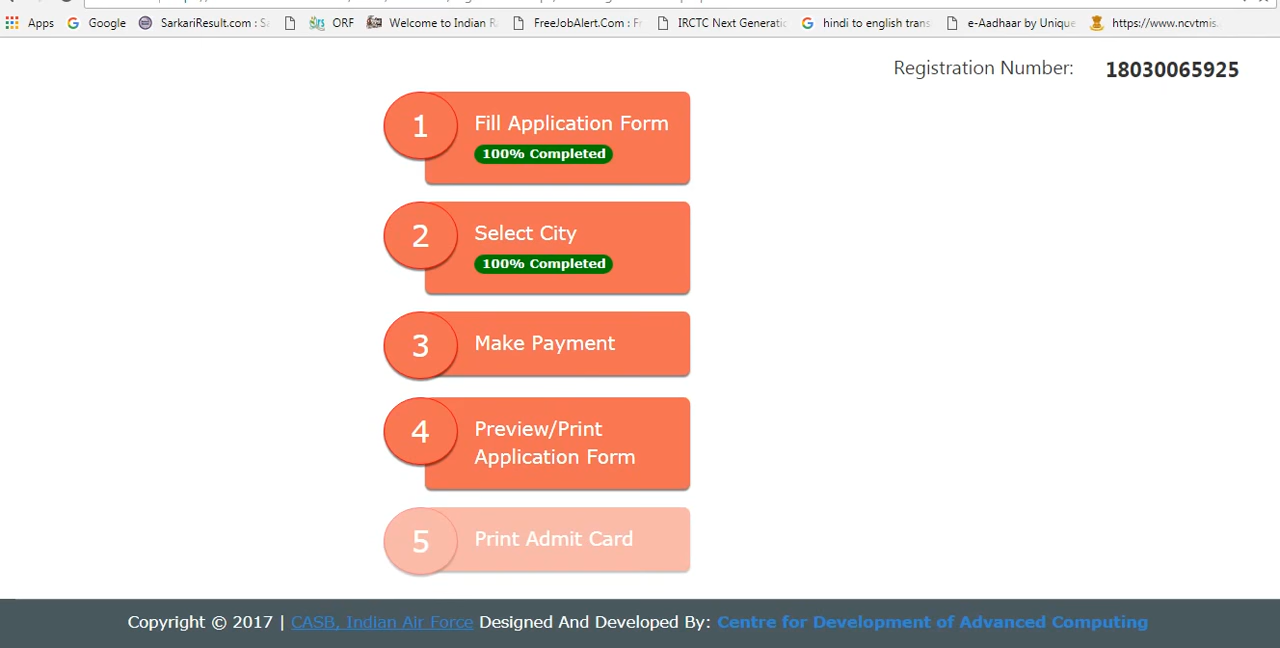 Apps Google SarkariResult.com : Sa ORF Welcome to Indian R FreeJobAlert.Com : Fr IRCTC Next Generatic hindi to english trans e-Aadhaar by Unique https://www.ncvtmis.
Registration Number: 18030065925
1 Fill Application Form
100% Completed
2 Select City
100% Completed
3 Make Payment
4 Preview/Print
Application Form
5 Print Admit Card
Copyright © 2017 | CASB, Indian Air Force Designed And Developed By: Centre for Development of Advanced Computing